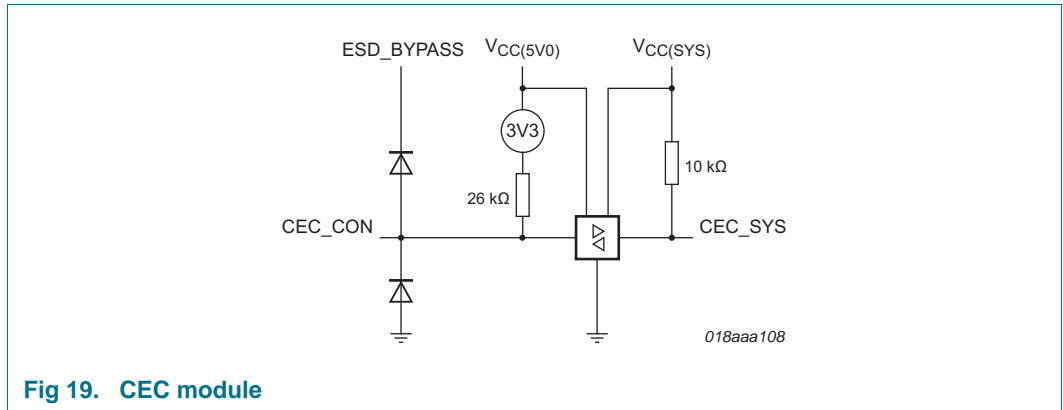 ESD_BYPASS
VCC(5V0)
VCC(SYS)
3V3
10 kΩ
26 kΩ
CEC_CON
CEC_SYS
018aaa108
Fig 19. CEC module